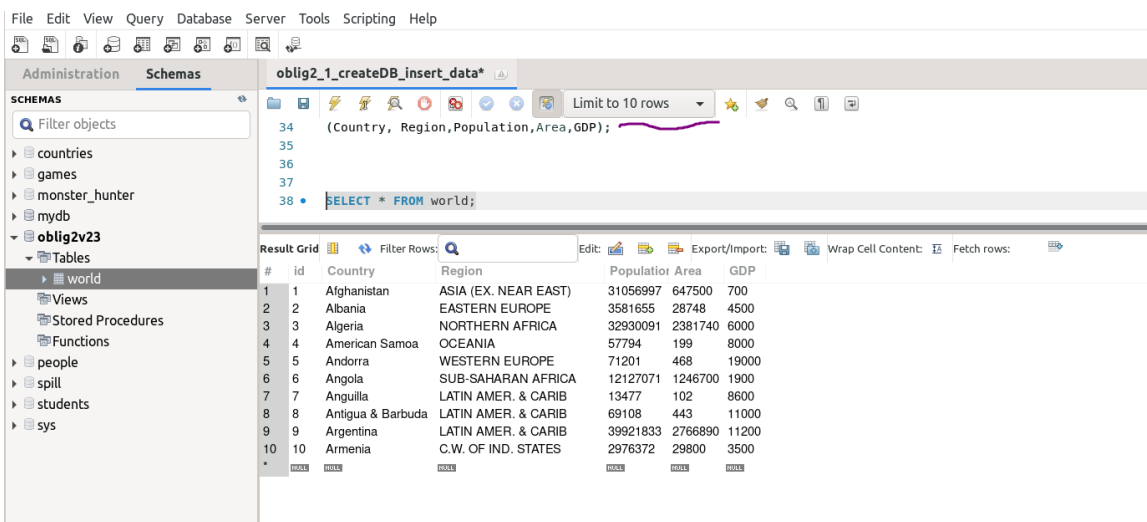 File Edit View Query Database Server Tools Scripting Help
Administration Schemas
oblig2_1_createDB_insert_data*
SCHEMAS
Limit to 10 rows
Filter objects
countries
games
monster_hunter
mydb
oblig2v23
Tables
world
Views
Stored Procedures
Functions
people
spill
students
sys
34 (Country, Region,Population,Area,GDP);
35
36
37
38 SELECT * FROM world;
Result Grid Filter Rows: Edit: Export/Import: Wrap Cell Content: Fetch rows:
# id Country Region Population Area GDP
1 1 Afghanistan ASIA (EX. NEAR EAST) 31056997 647500 700
2 2 Albania EASTERN EUROPE 3581655 28748 4500
3 3 Algeria NORTHERN AFRICA 32930091 2381740 6000
4 4 American Samoa OCEANIA 57794 199 8000
5 5 Andorra WESTERN EUROPE 71201 468 19000
6 6 Angola SUB-SAHARAN AFRICA 12127071 1246700 1900
7 7 Anguilla LATIN AMER. & CARIB 13477 102 8600
8 8 Antigua & Barbuda LATIN AMER. & CARIB 69108 443 11000
9 9 Argentina LATIN AMER. & CARIB 39921833 2766890 11200
10 10 Armenia C.W. OF IND. STATES 2976372 29800 3500
* NULL NULL NULL NULL NULL NULL